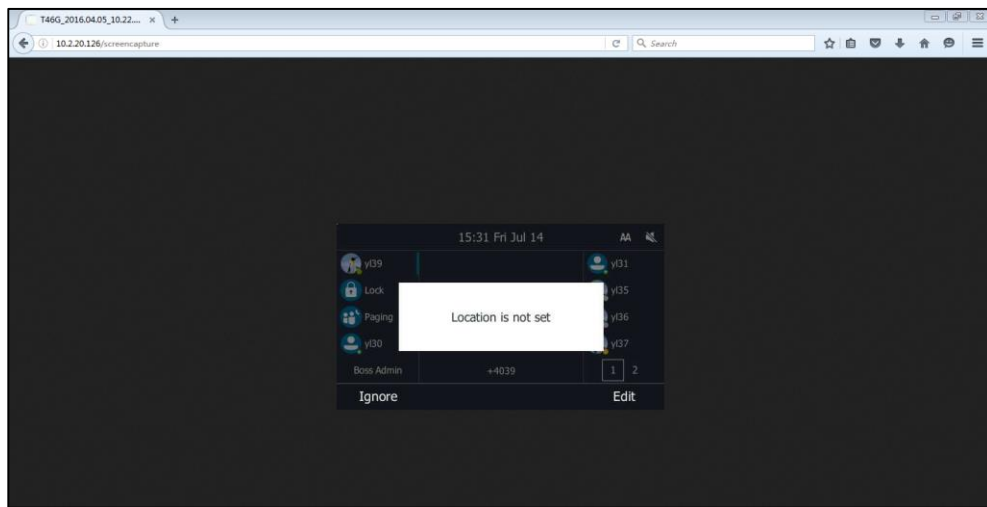 T46G_2016.04.05_10.22....
10.2.20.126/screencapture
Search
15:31 Fri Jul 14
AA
yl39
yl31
Lock
yl35
Paging
Location is not set
yl36
yl30
yl37
Boss Admin
+4039
1 2
Ignore
Edit